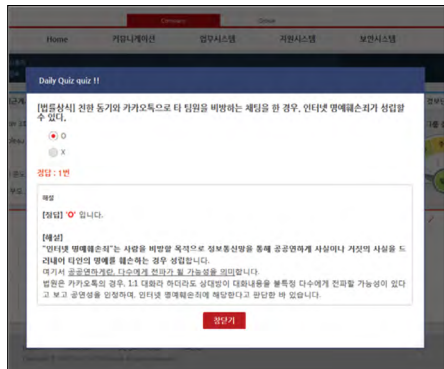 Company
Global
Home 커뮤니케이션 업무시스템 지원시스템 보안시스템
Daily Quiz quiz !!
[법률상식] 친한 동기와 카카오톡으로 타 팀원을 비방하는 채팅을 한 경우, 인터넷 명예훼손죄가 성립할
수 있다.
O
X
정답 : 1번
해설
[정답] 'O' 입니다.
[해설]
"인터넷 명예훼손죄"는 사람을 비방할 목적으로 정보통신망을 통해 공공연하게 사실이나 거짓의 사실을 드
러내어 타인의 명예를 훼손하는 경우 성립합니다.
여기서 공공연하게란, 다수에게 전파가 될 가능성을 의미합니다.
법원은 카카오톡의 경우, 1:1 대화라 하더라도 상대방이 대화내용을 불특정 다수에게 전파할 가능성이 있다
고 보고 공연성을 인정하여, 인터넷 명예훼손죄에 해당한다고 판단한 바 있습니다.
창닫기